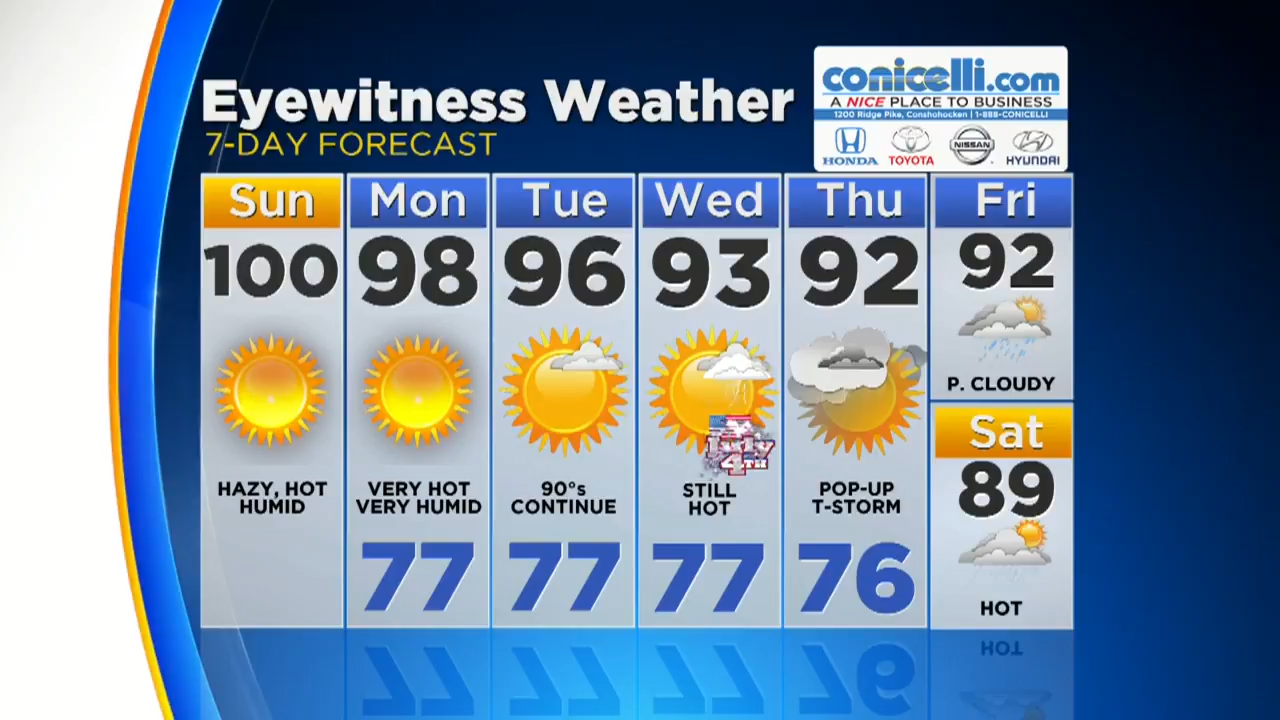 Eyewitness Weather
7-DAY FORECAST
conicelli.com
A NICE PLACE TO BUSINESS
1200 Ridge Pike, Conshohocken | 1-888-CONICELLI
HONDA TOYOTA NISSAN HYUNDAI
Sun
100
HAZY, HOT
HUMID
Mon
98
VERY HOT
VERY HUMID
77
Tue
96
90°s
CONTINUE
77
Wed
93
July
4TH
STILL
HOT
77
Thu
92
POP-UP
T-STORM
76
Fri
92
P. CLOUDY
Sat
89
HOT